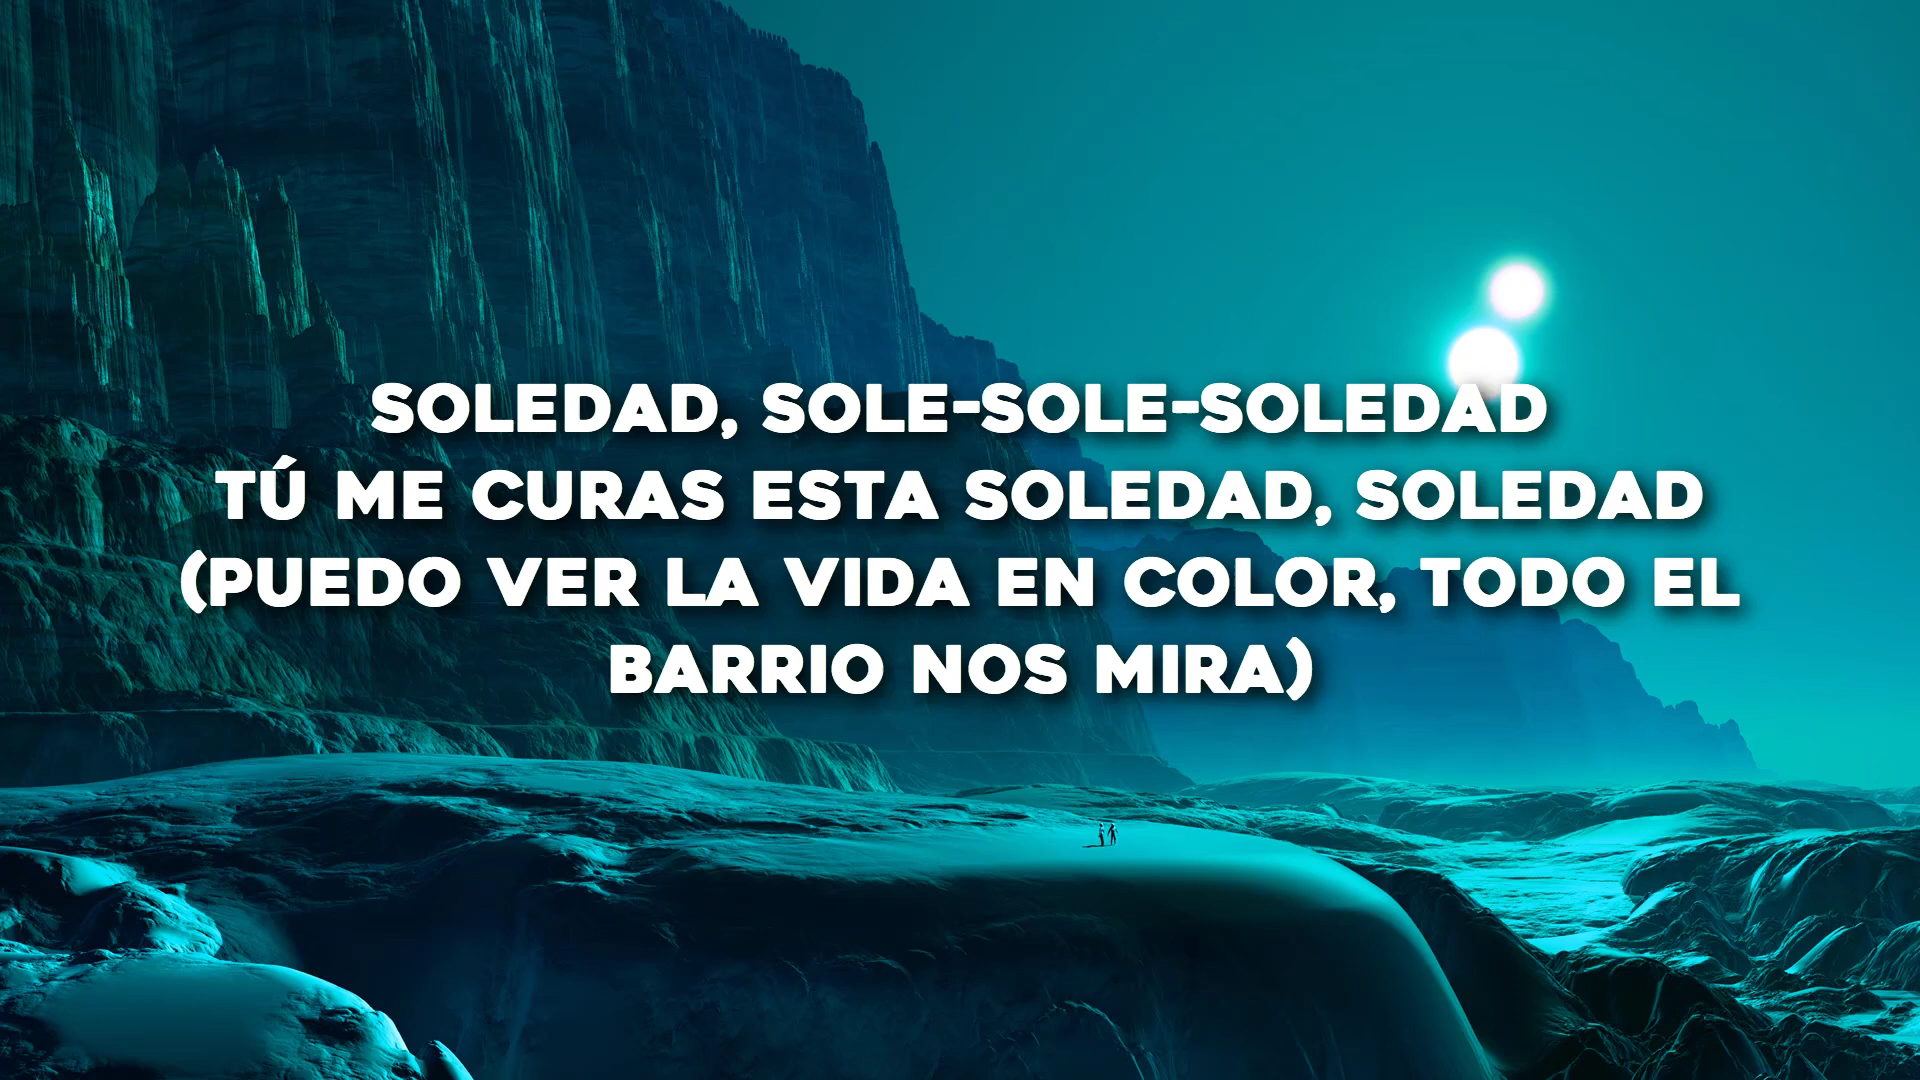 SOLEDAD, SOLE-SOLE-SOLEDAD
TÚ ME CURAS ESTA SOLEDAD, SOLEDAD
(PUEDO VER LA VIDA EN COLOR, TODO EL
BARRIO NOS MIRA)